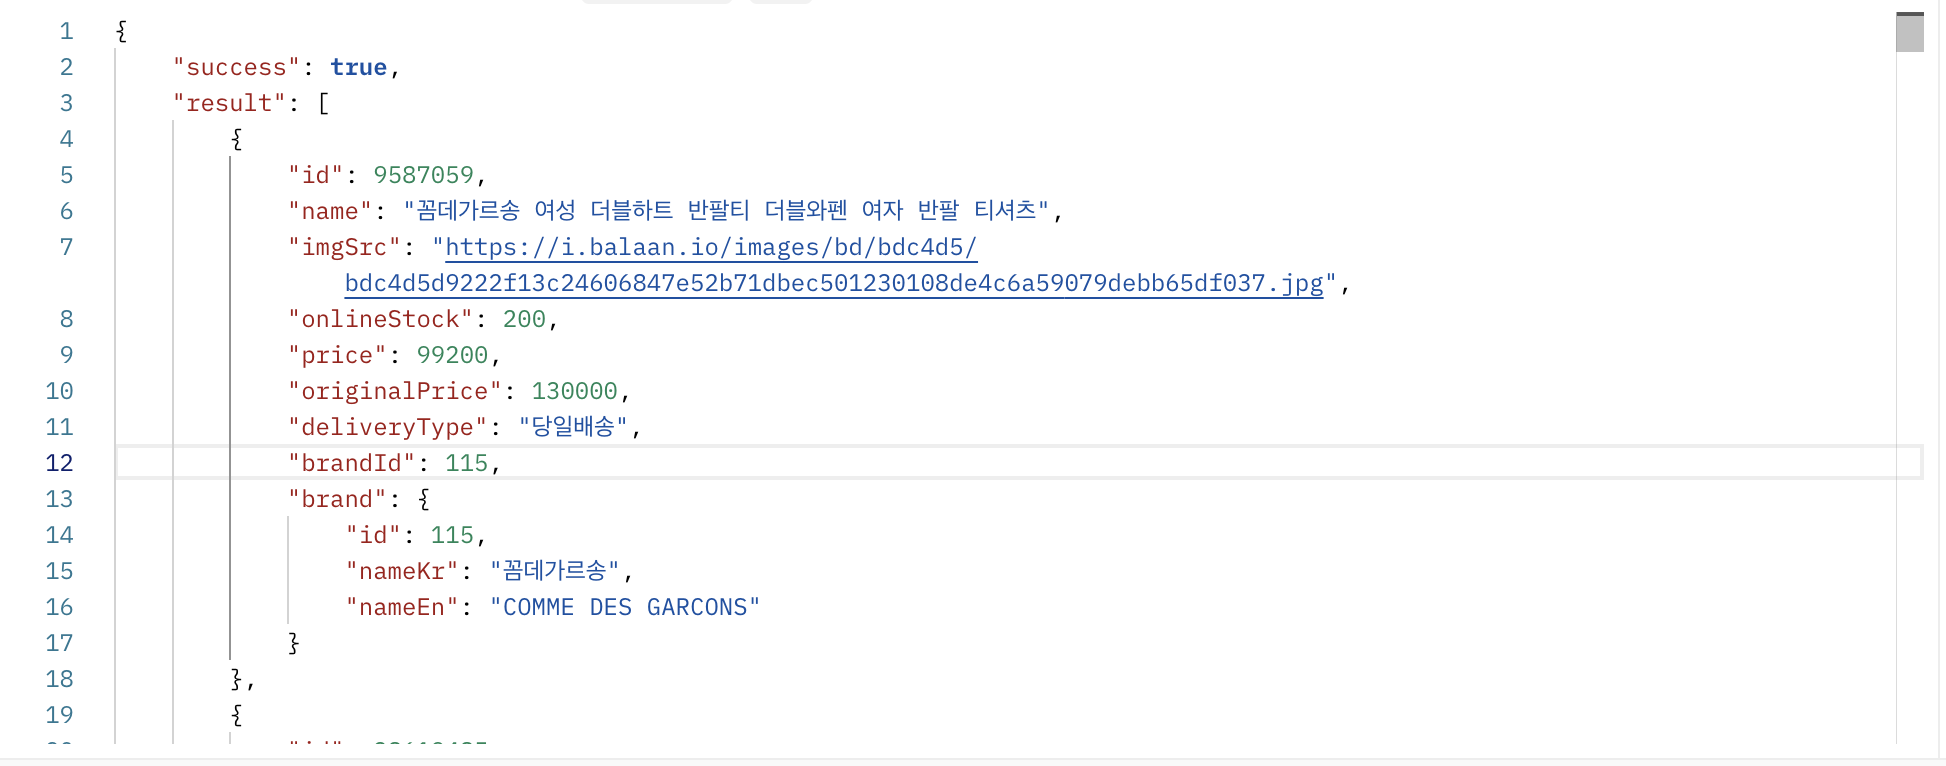 1 {
2 "success": true,
3 "result": [
4 {
5 "id": 9587059,
6 "name": "꼼데가르송 여성 더블하트 반팔티 더블와펜 여자 반팔 티셔츠",
7 "imgSrc": "https://i.balaan.io/images/bd/bdc4d5/
bdc4d5d9222f13c24606847e52b71dbec501230108de4c6a59079debb65df037.jpg",
8 "onlineStock": 200,
9 "price": 99200,
10 "originalPrice": 130000,
11 "deliveryType": "당일배송",
12 "brandId": 115,
13 "brand": {
14 "id": 115,
15 "nameKr": "꼼데가르송",
16 "nameEn": "COMME DES GARCONS"
17 }
18 },
19 {